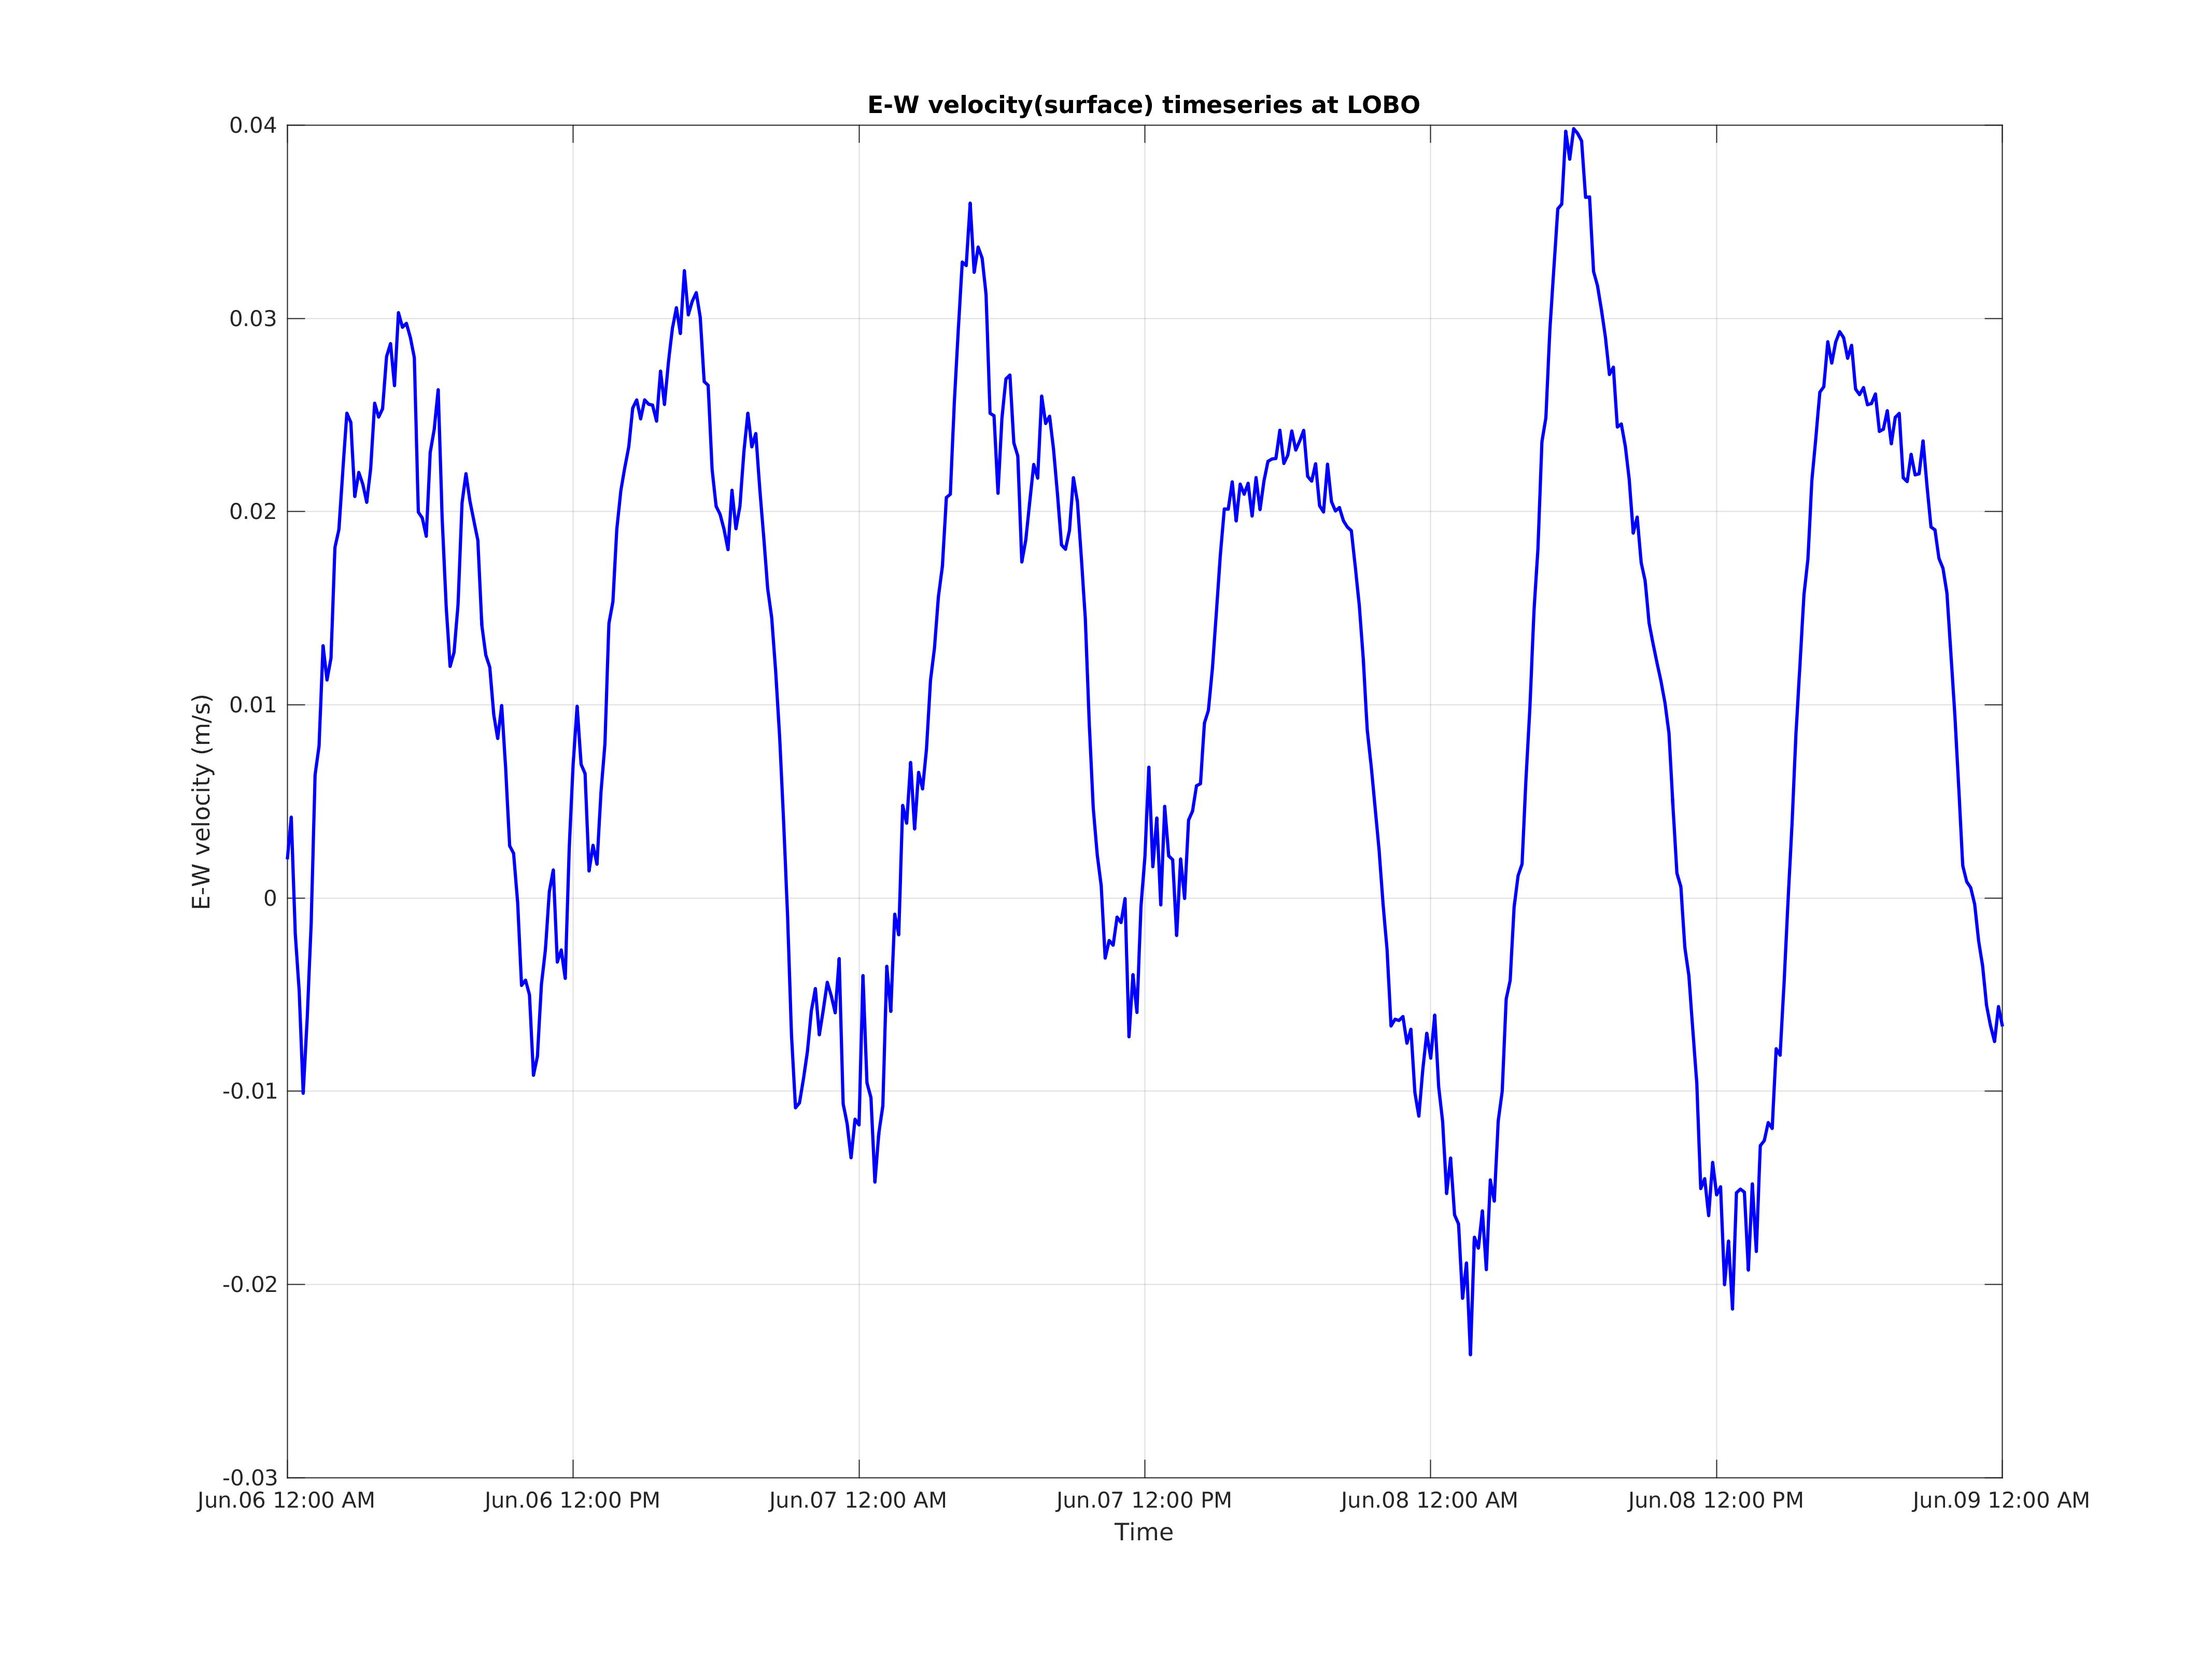 E-W velocity(surface) timeseries at LOBO
0.04
0.03
0.02
0.01
0
-0.01
-0.02
-0.03
E-W velocity (m/s)
Jun.06 12:00 AM Jun.06 12:00 PM Jun.07 12:00 AM Jun.07 12:00 PM Jun.08 12:00 AM Jun.08 12:00 PM Jun.09 12:00 AM
Time